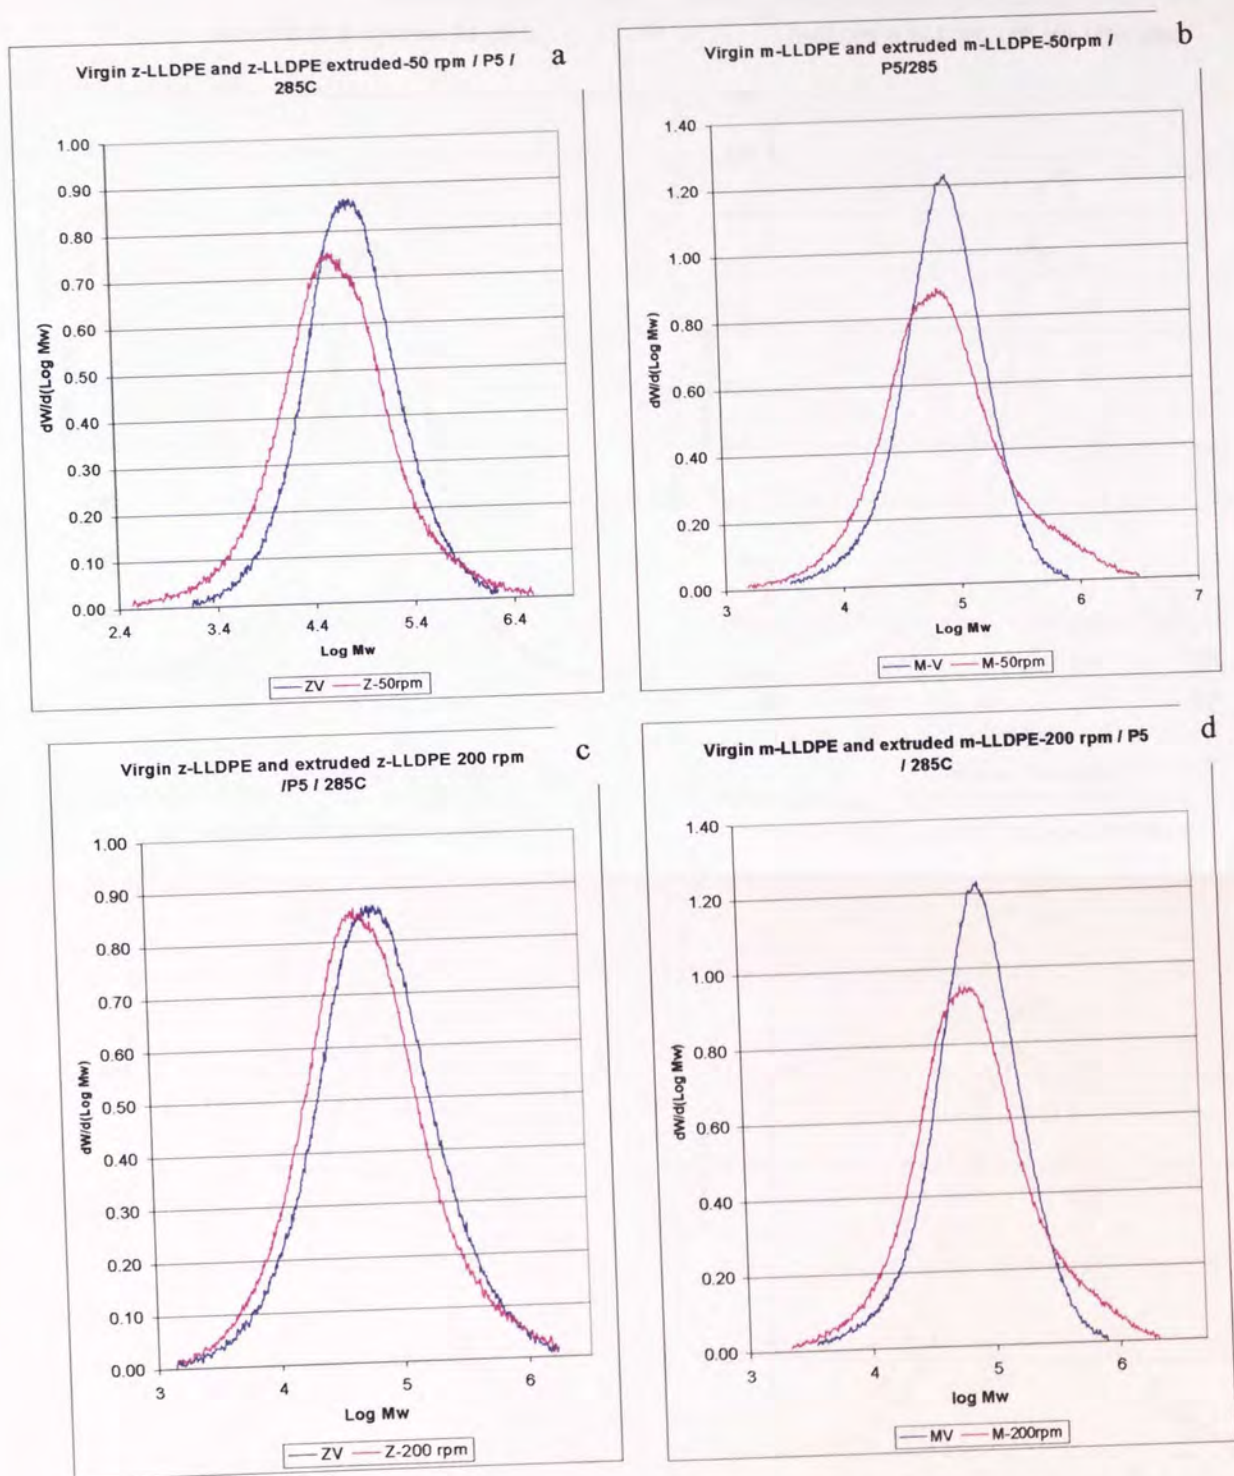 a
Virgin z-LLDPE and z-LLDPE extruded-50 rpm / P5 /
285C
1.00
0.90
0.80
0.70
0.60
0.50
0.40
0.30
0.20
0.10
0.00
dW/d(Log Mw)
2.4 3.4 4.4 5.4 6.4
Log Mw
ZV Z-50rpm
b
Virgin m-LLDPE and extruded m-LLDPE-50rpm /
P5/285
1.40
1.20
1.00
0.80
0.60
0.40
0.20
0.00
dW/d(Log Mw)
3 4 5 6 7
Log Mw
M-V M-50rpm
c
Virgin z-LLDPE and extruded z-LLDPE 200 rpm
/P5 / 285C
1.00
0.90
0.80
0.70
0.60
0.50
0.40
0.30
0.20
0.10
0.00
dW/d(Log Mw)
3 4 5 6
Log Mw
ZV Z-200 rpm
d
Virgin m-LLDPE and extruded m-LLDPE-200 rpm / P5
/ 285C
1.40
1.20
1.00
0.80
0.60
0.40
0.20
0.00
dW/d(Log Mw)
3 4 5 6
log Mw
MV M-200rpm